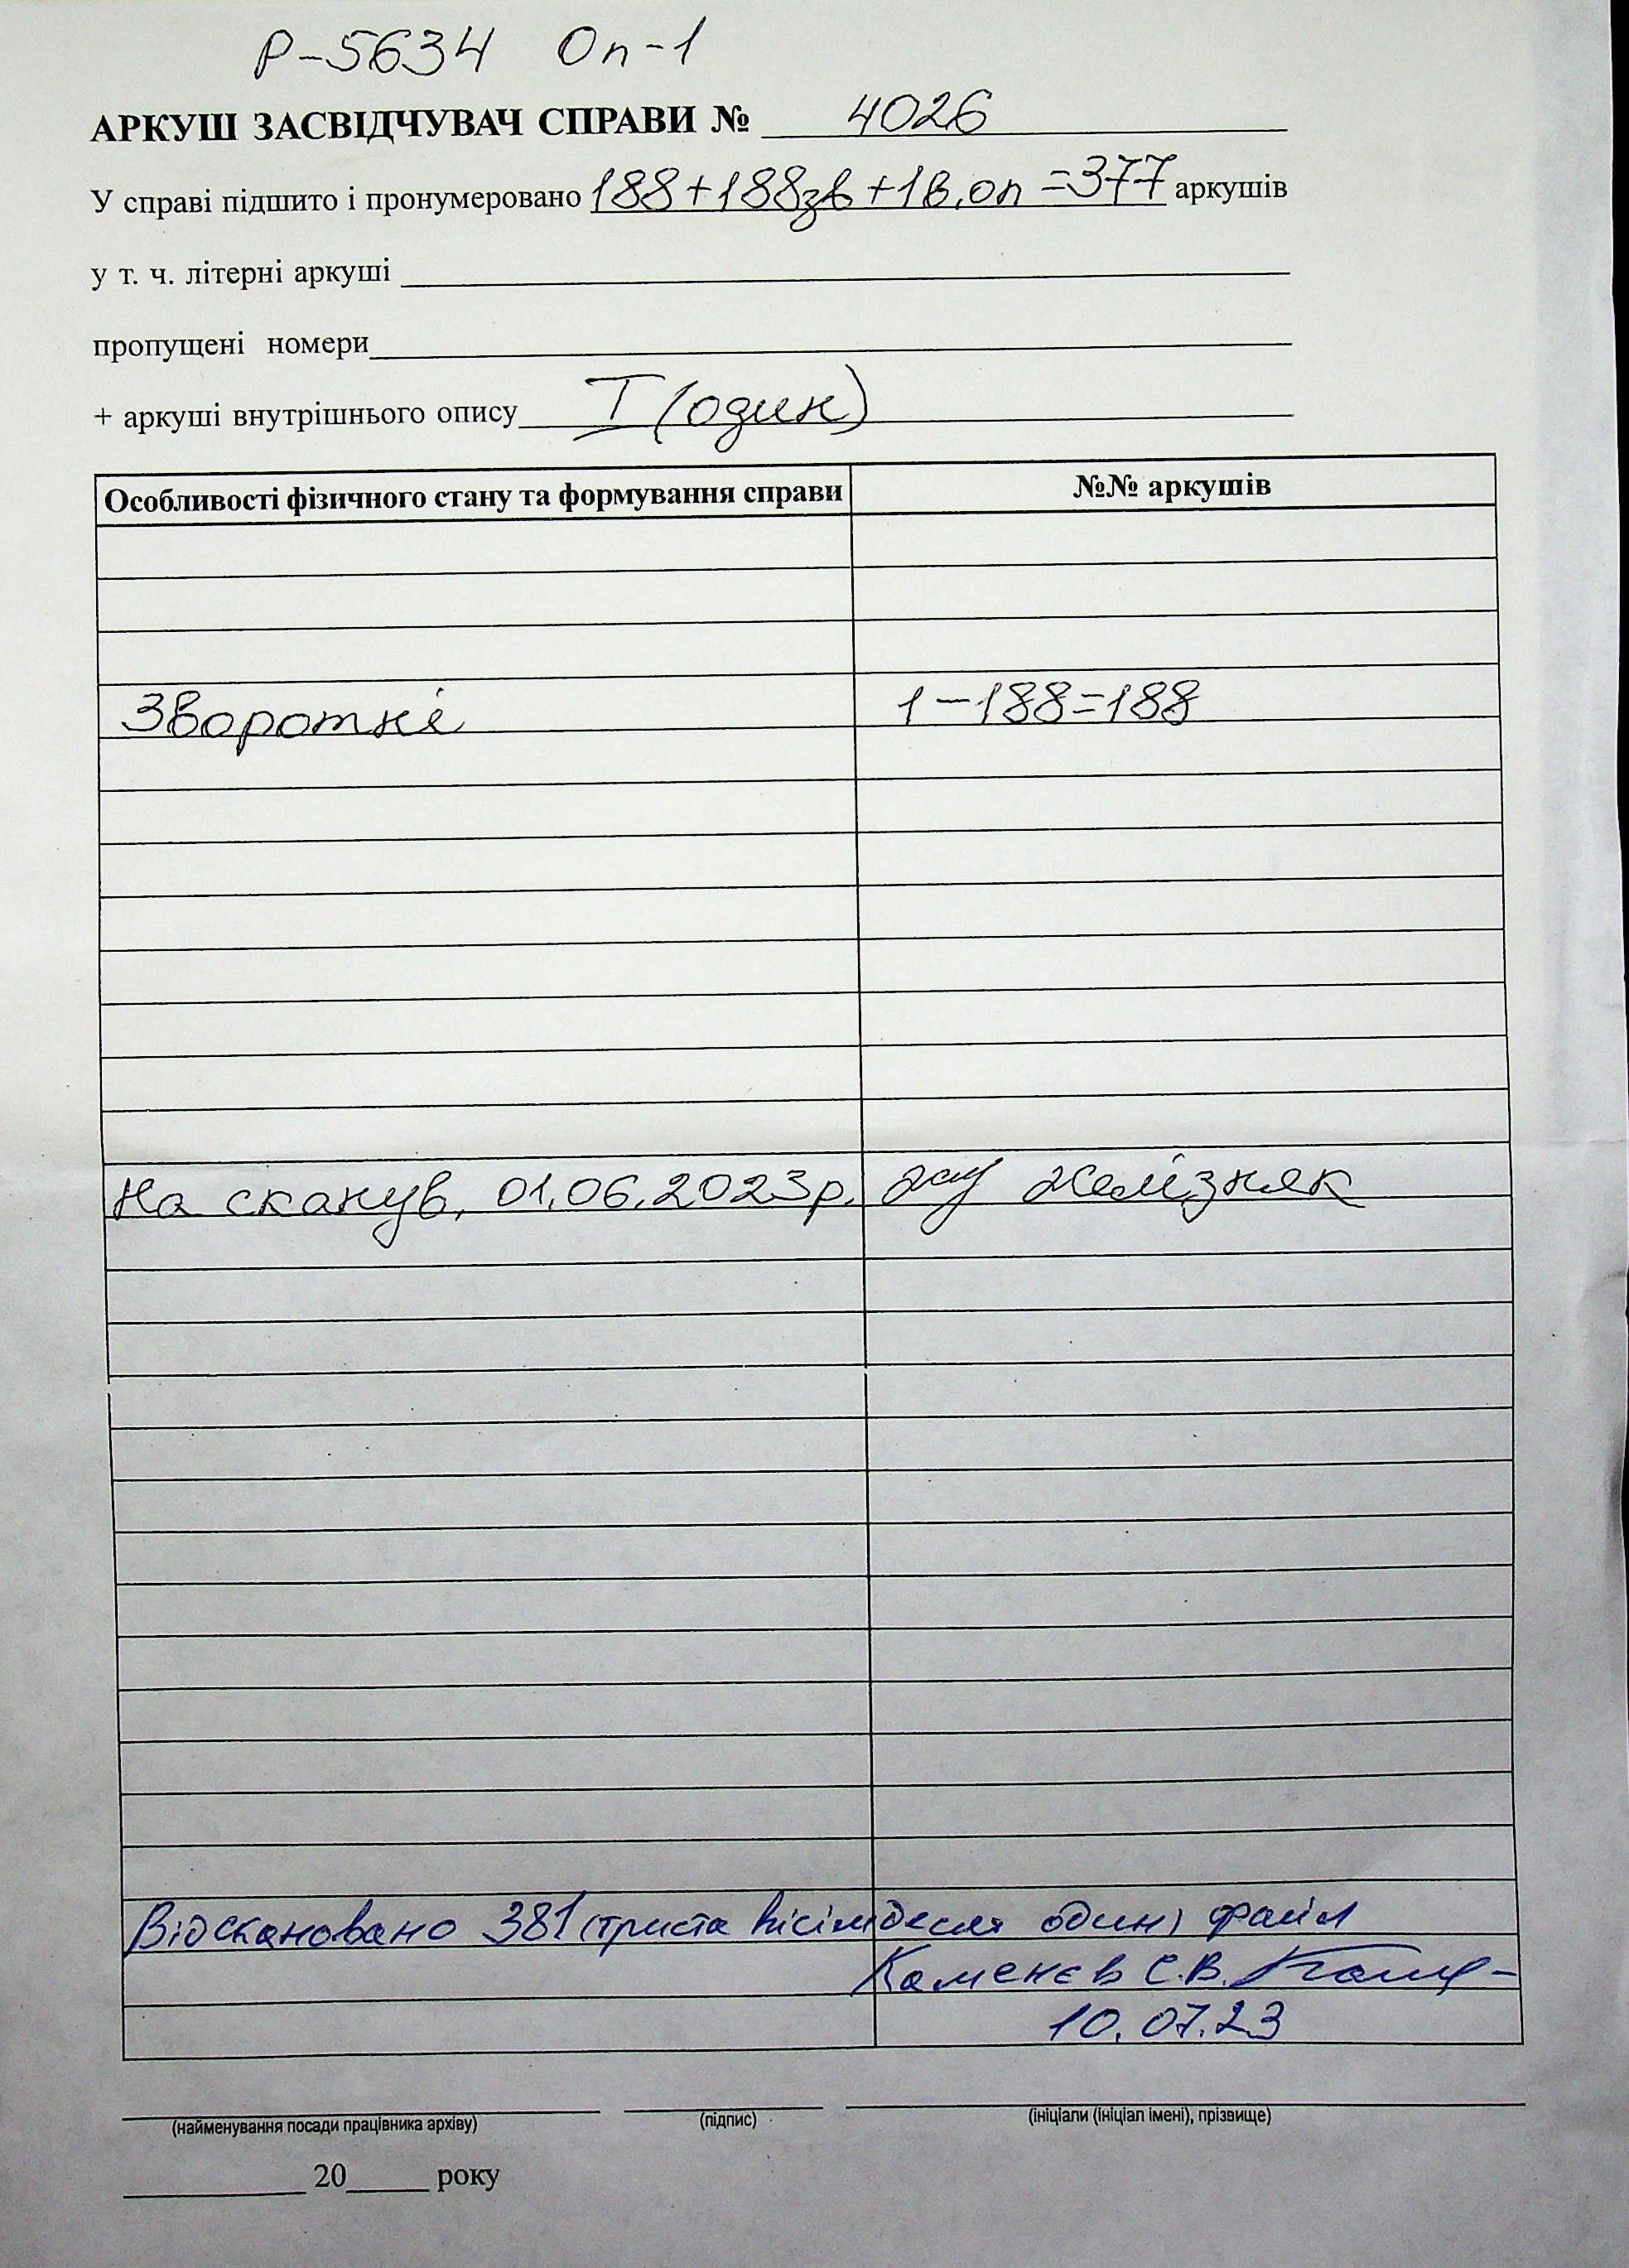 Р-5634 Оп-1
АРКУШ ЗАСВІДЧУВАЧ СПРАВИ № 4026
У справі підшито і пронумеровано 188+188зв+1в.оп=377 аркушів
у т. ч. літерні аркуші
пропущені номери
+ аркуші внутрішнього опису I (один)
Особливості фізичного стану та формування справи №№ аркушів
Зворотні 1-188=188
На сканув. 01.06.2023р. Желізняк
Відскановано 381 (триста вісімдесят один) файл
Каменєв С.В.
10.07.23
(найменування посади працівника архіву) (підпис) (ініціали (ініціал імені), прізвище)
20 року